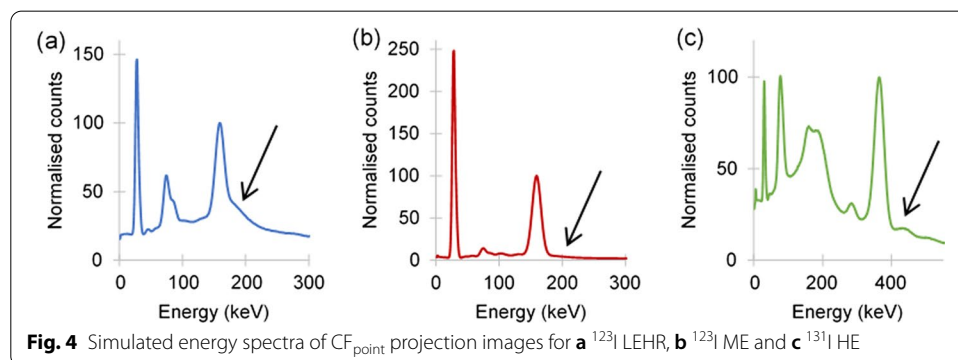 (a)
150
100
50
0
Normalised counts
0 100 200 300
Energy (keV)
(b)
250
200
150
100
50
0
Normalised counts
0 100 200 300
Energy (keV)
(c)
100
50
0
Normalised counts
0 200 400
Energy (keV)
Fig. 4 Simulated energy spectra of CFpoint projection images for a 123I LEHR, b 123I ME and c 131I HE